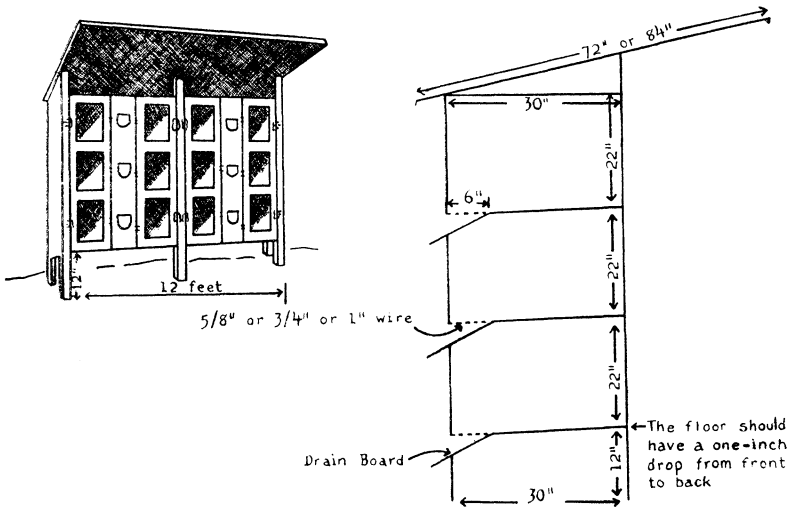 72" or 84"
30"
22"
6"
12"
12 feet
22"
5/8" or 3/4" or 1" wire
22"
The floor should
have a one-inch
drop from front
to back
Drain Board
12"
30"